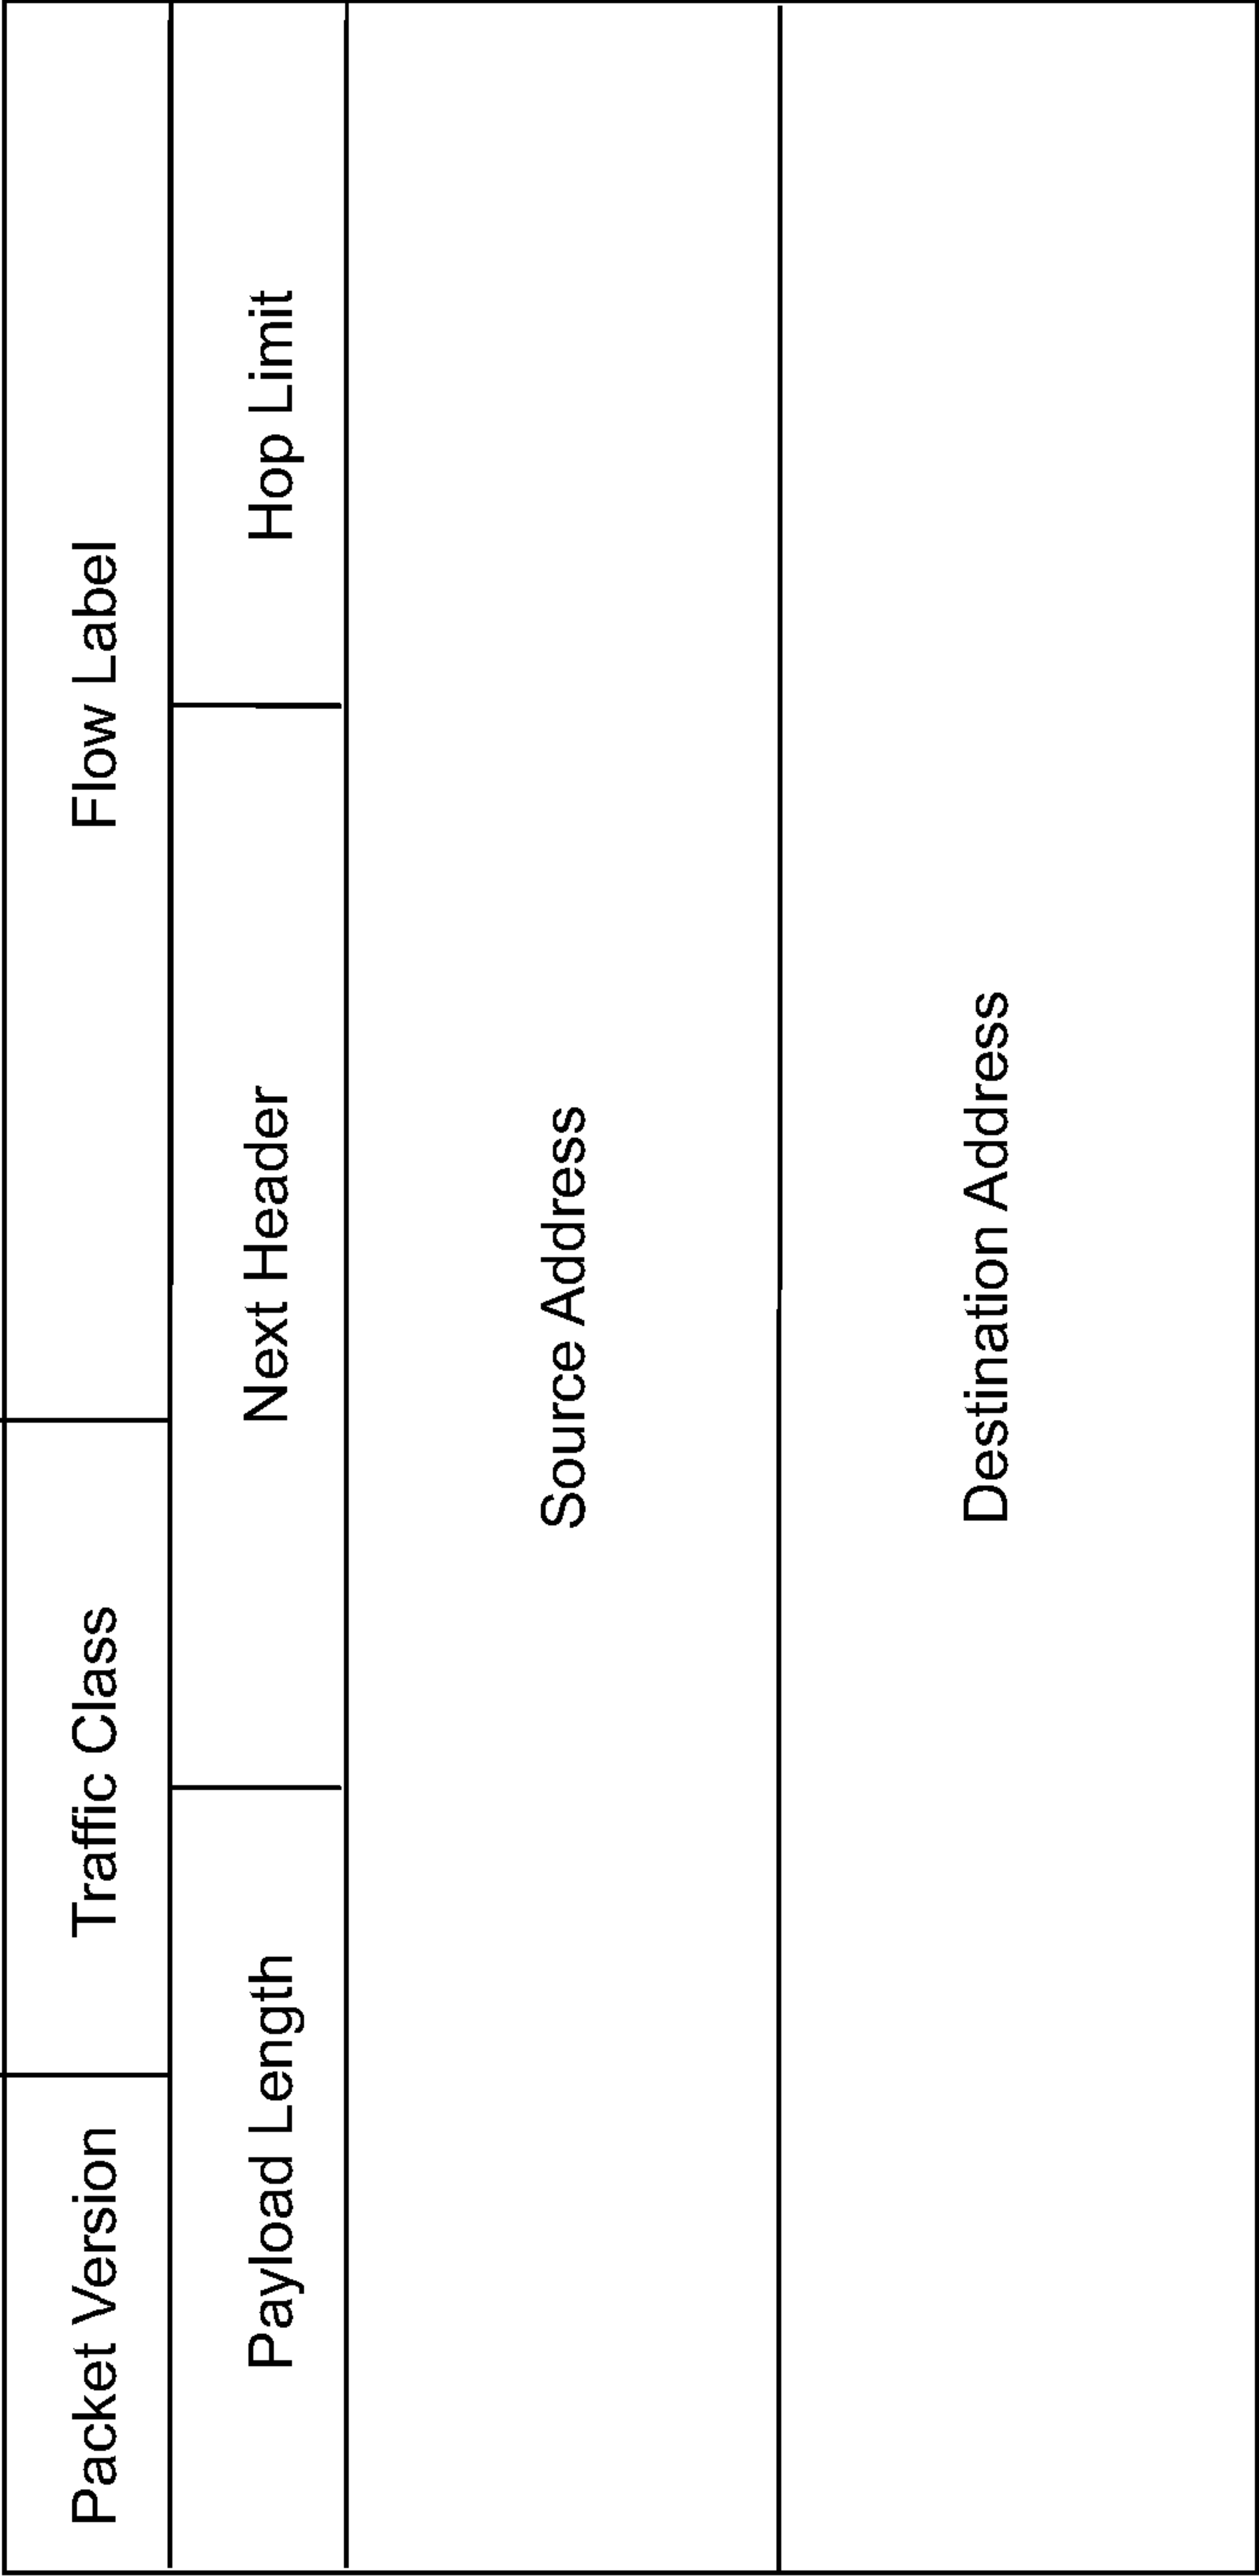 Packet Version
Traffic Class
Flow Label
Payload Length
Next Header
Hop Limit
Source Address
Destination Address